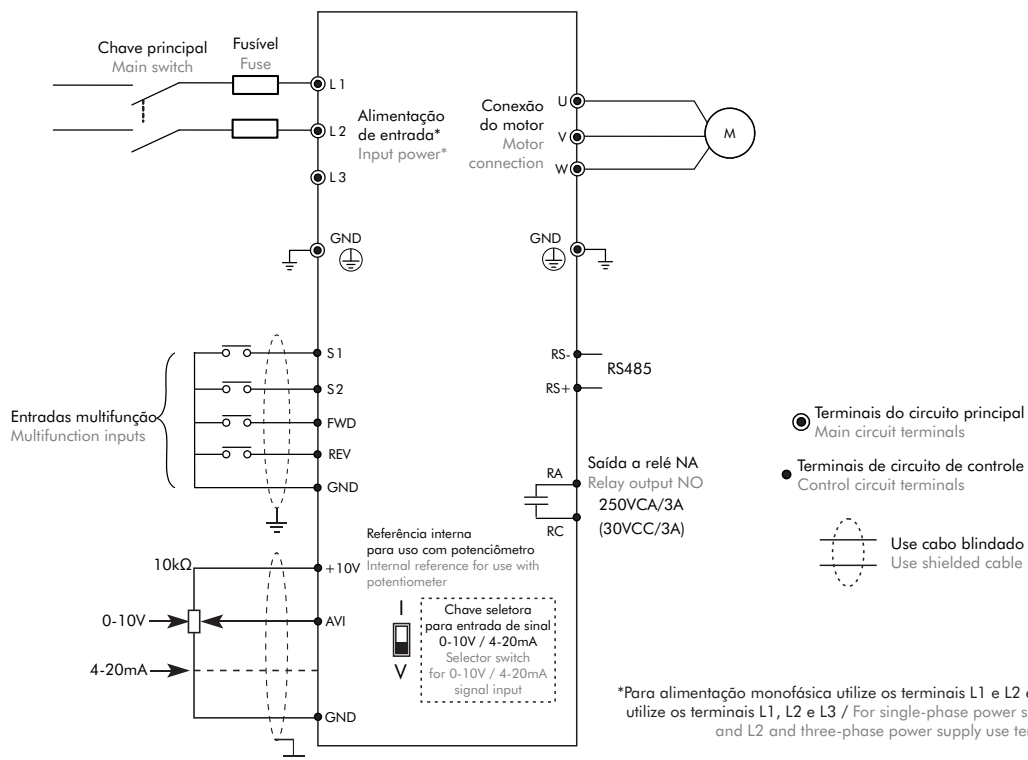 Chave principal
Main switch
Fusível
Fuse
L1
L2
L3
Alimentação
de entrada*
Input power*
Conexão
do motor
Motor
connection
U
V
W
M
GND
GND
S1
S2
FWD
REV
GND
Entradas multifunção
Multifunction inputs
RS-
RS+
RS485
RA
RC
Saída a relé NA
Relay output NO
250VCA/3A
(30VCC/3A)
Terminais do circuito principal
Main circuit terminals
Terminais de circuito de controle
Control circuit terminals
Use cabo blindado
Use shielded cable
Referência interna
para uso com potenciômetro
Internal reference for use with
potentiometer
10kΩ
+10V
0-10V
AVI
4-20mA
GND
I
V
Chave seletora
para entrada de sinal
0-10V / 4-20mA
Selector switch
for 0-10V / 4-20mA
signal input
*Para alimentação monofásica utilize os terminais L1 e L2 e
utilize os terminais L1, L2 e L3 / For single-phase power s
and L2 and three-phase power supply use ter